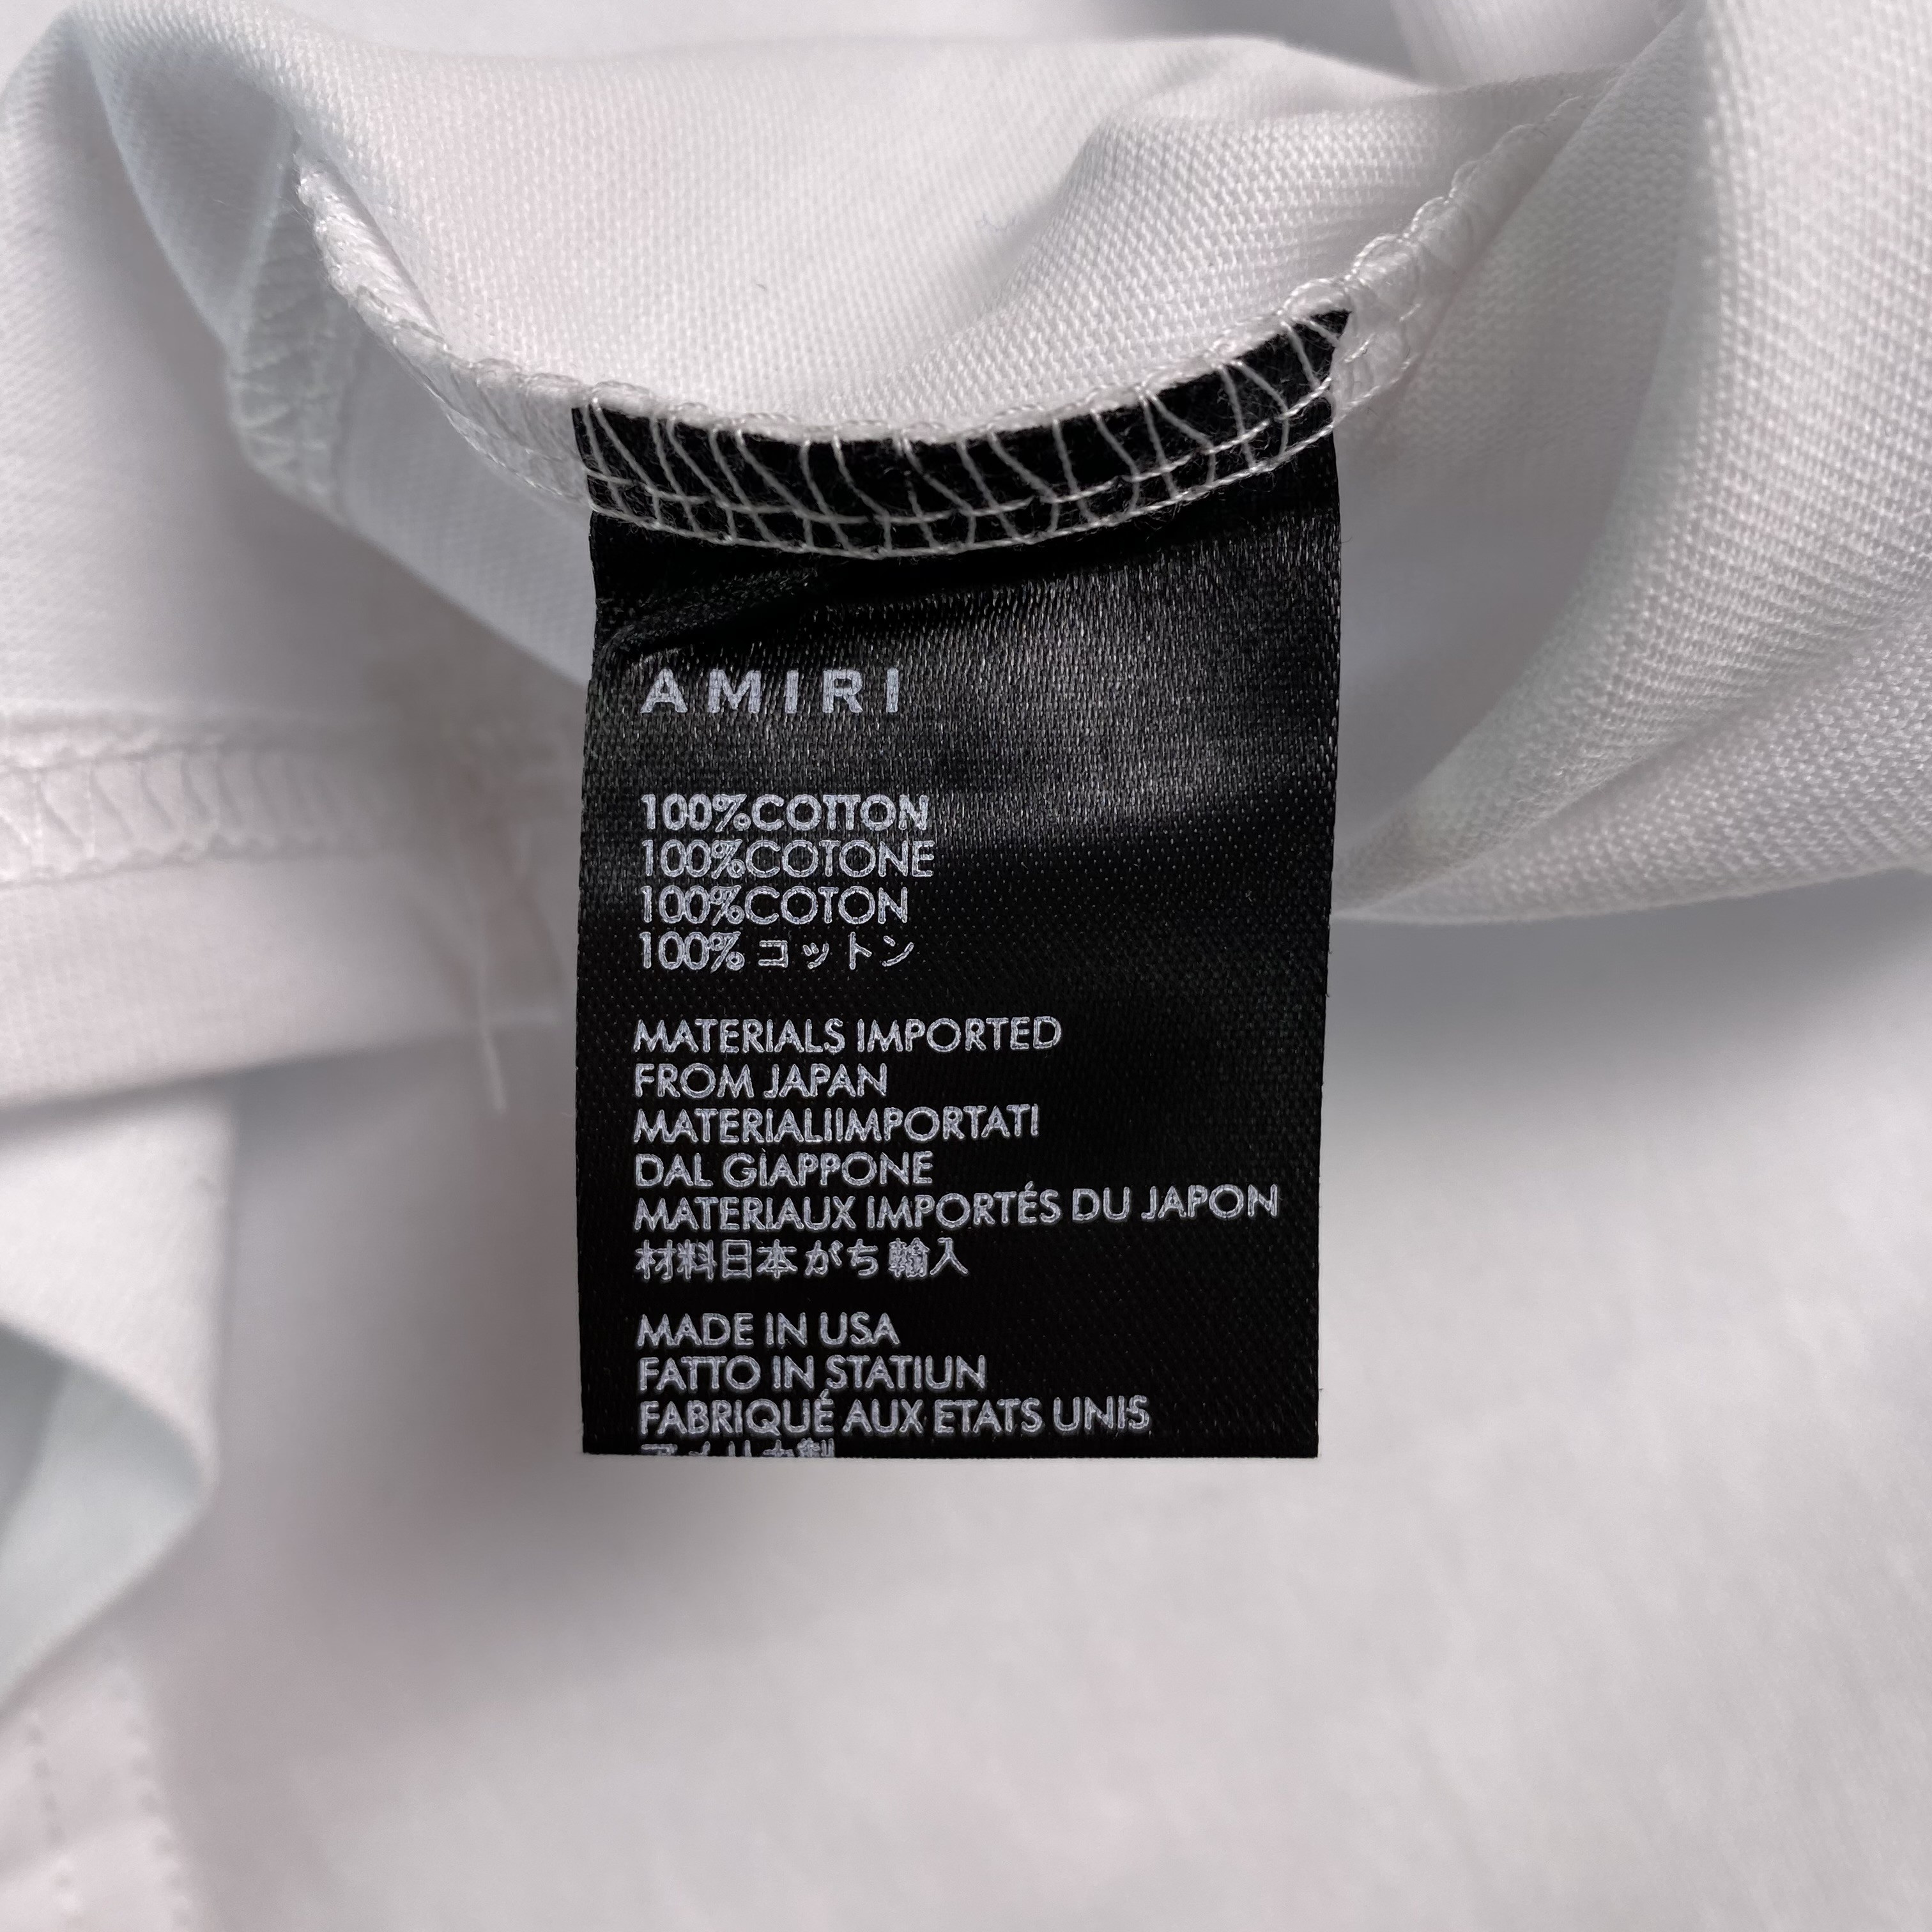 AMIRI
100%COTTON
100%COTONE
100%COTON
100% コットン
MATERIALS IMPORTED
FROM JAPAN
MATERIALIIMPORTATI
DAL GIAPPONE
MATERIAUX IMPORTÉS DU JAPON
材料日本がち輸入
MADE IN USA
FATTO IN STATIUN
FABRIQUÉ AUX ETATS UNIS